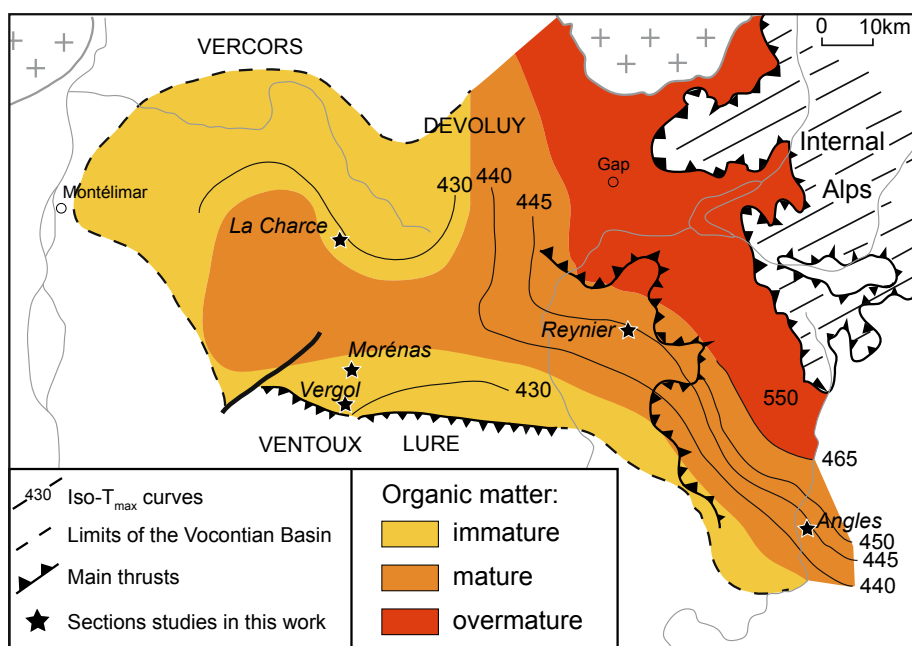 VERCORS
0 10km
DEVOLUY
Internal
Alps
Gap
Montélimar
430
440
445
La Charce
Reynier
Morénas
Vergol
430
550
VENTOUX LURE
465
Angles
450
445
440
430 Iso-Tmax curves
Limits of the Vocontian Basin
Main thrusts
Sections studies in this work
Organic matter:
immature
mature
overmature